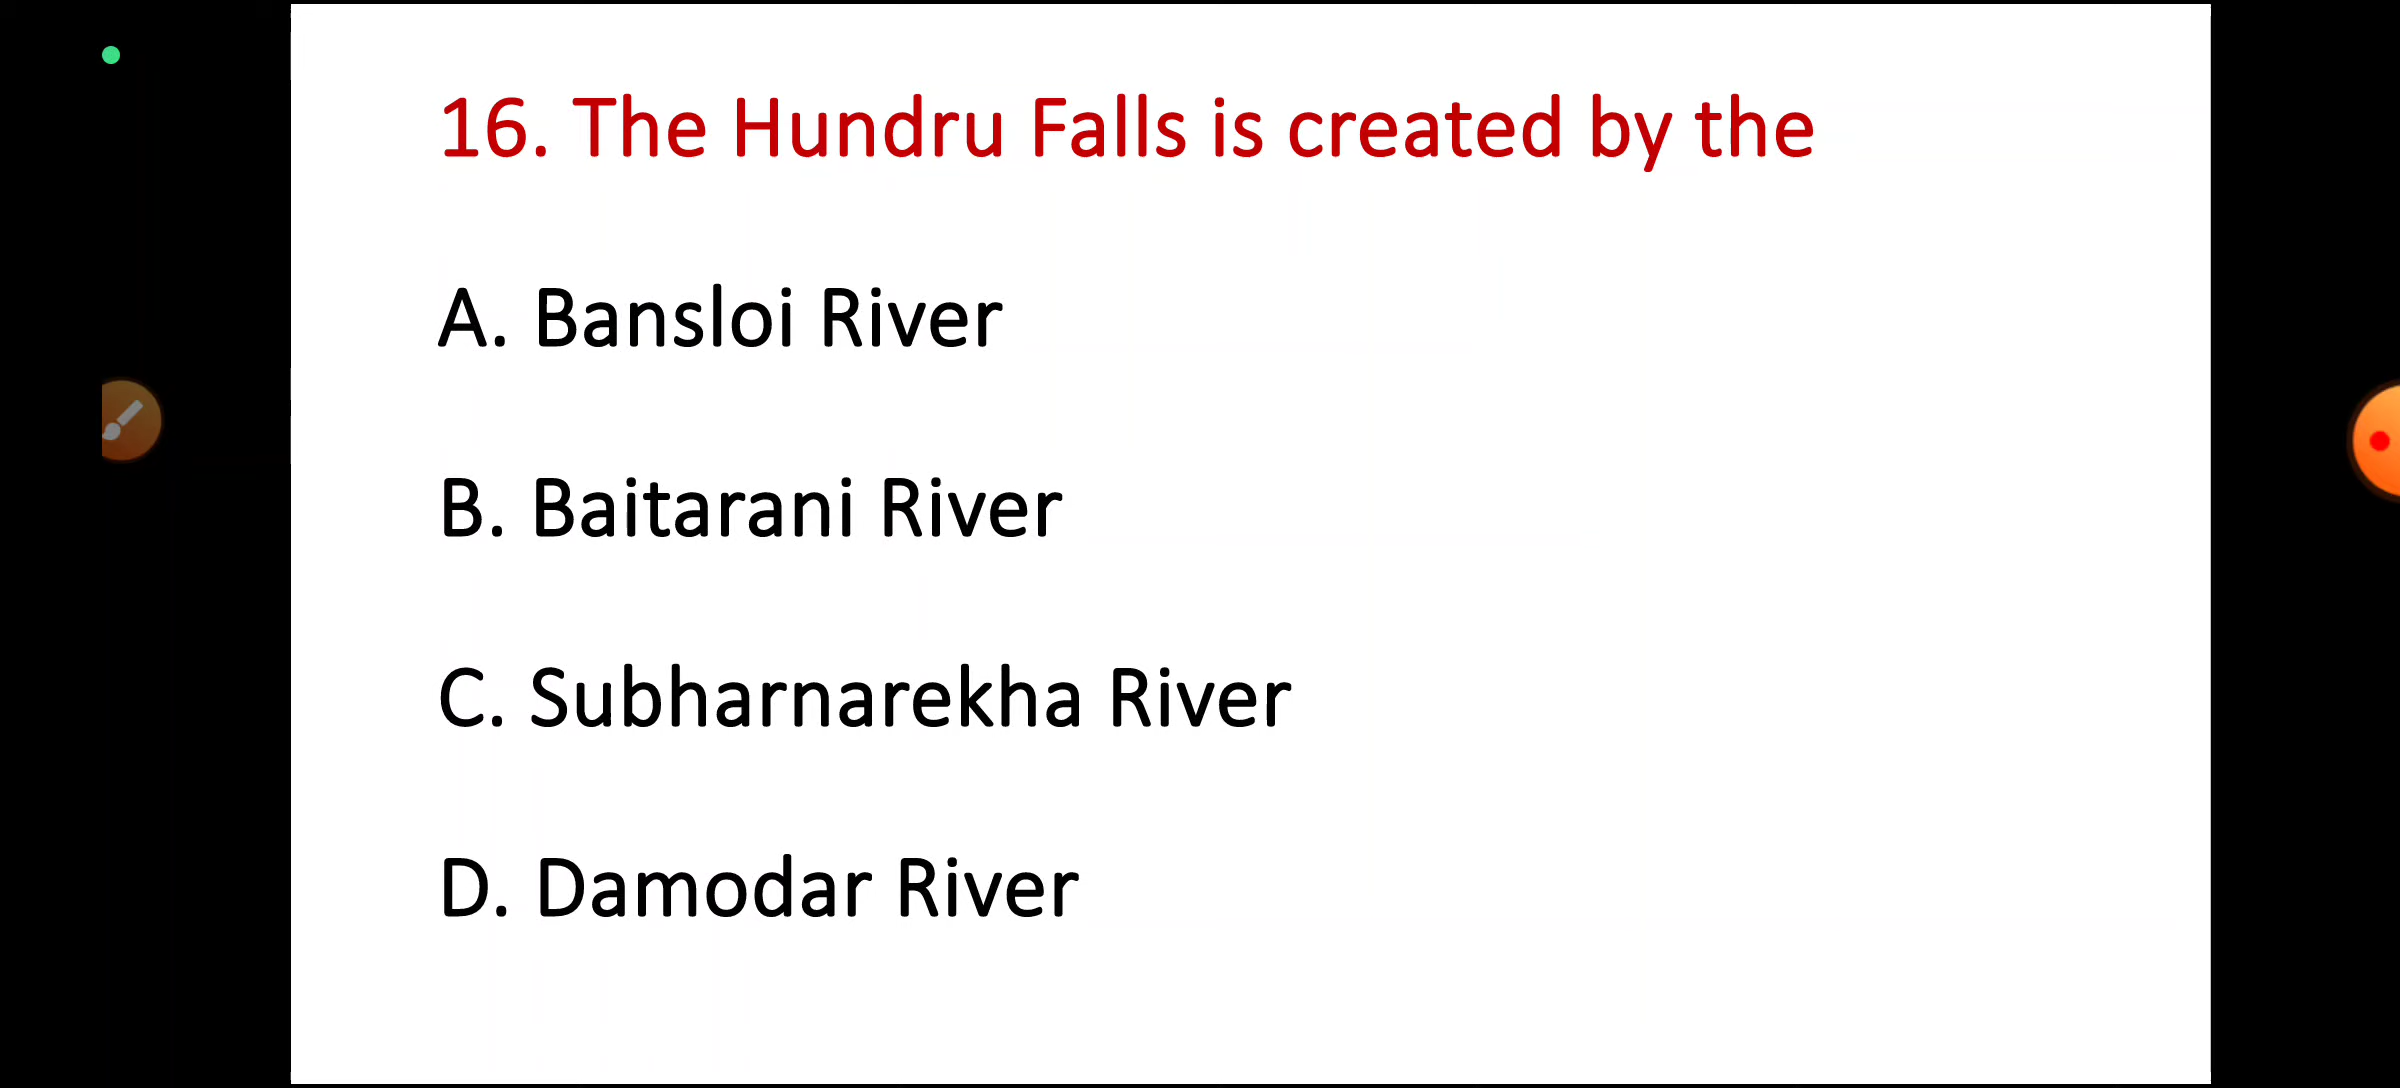 16. The Hundru Falls is created by the
A. Bansloi River
B. Baitarani River
C. Subharnarekha River
D. Damodar River